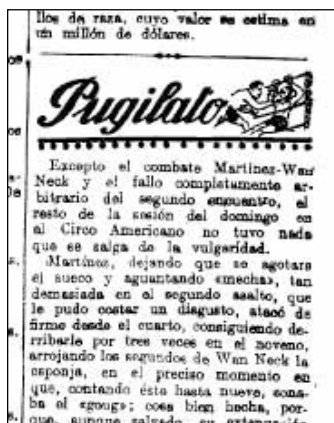 llos de raza, cuyo valor se estima en
un millón de dólares.
Pugilato
Excepto el combate Martínez-Wan
Neck y el fallo completamente ar-
bitrario del segundo encuentro, el
resto de la sesión del domingo en
el Circo Americano no tuvo nada
que se salga de la vulgaridad.
Martínez, dejando que se agotara
el sueco y aguantando «mecha», tan
demasiada en el segundo asalto, que
le pudo costar un disgusto, atacó de
firme desde el cuarto, consiguiendo de-
rribarle por tres veces en el noveno,
arrojando los segundos de Wan Neck la
esponja, en el preciso momento en
que, contando éste hasta nueve, sona-
ba el «goug»; cosa bien hecha, por-
que, aunque salvado, su extenuación